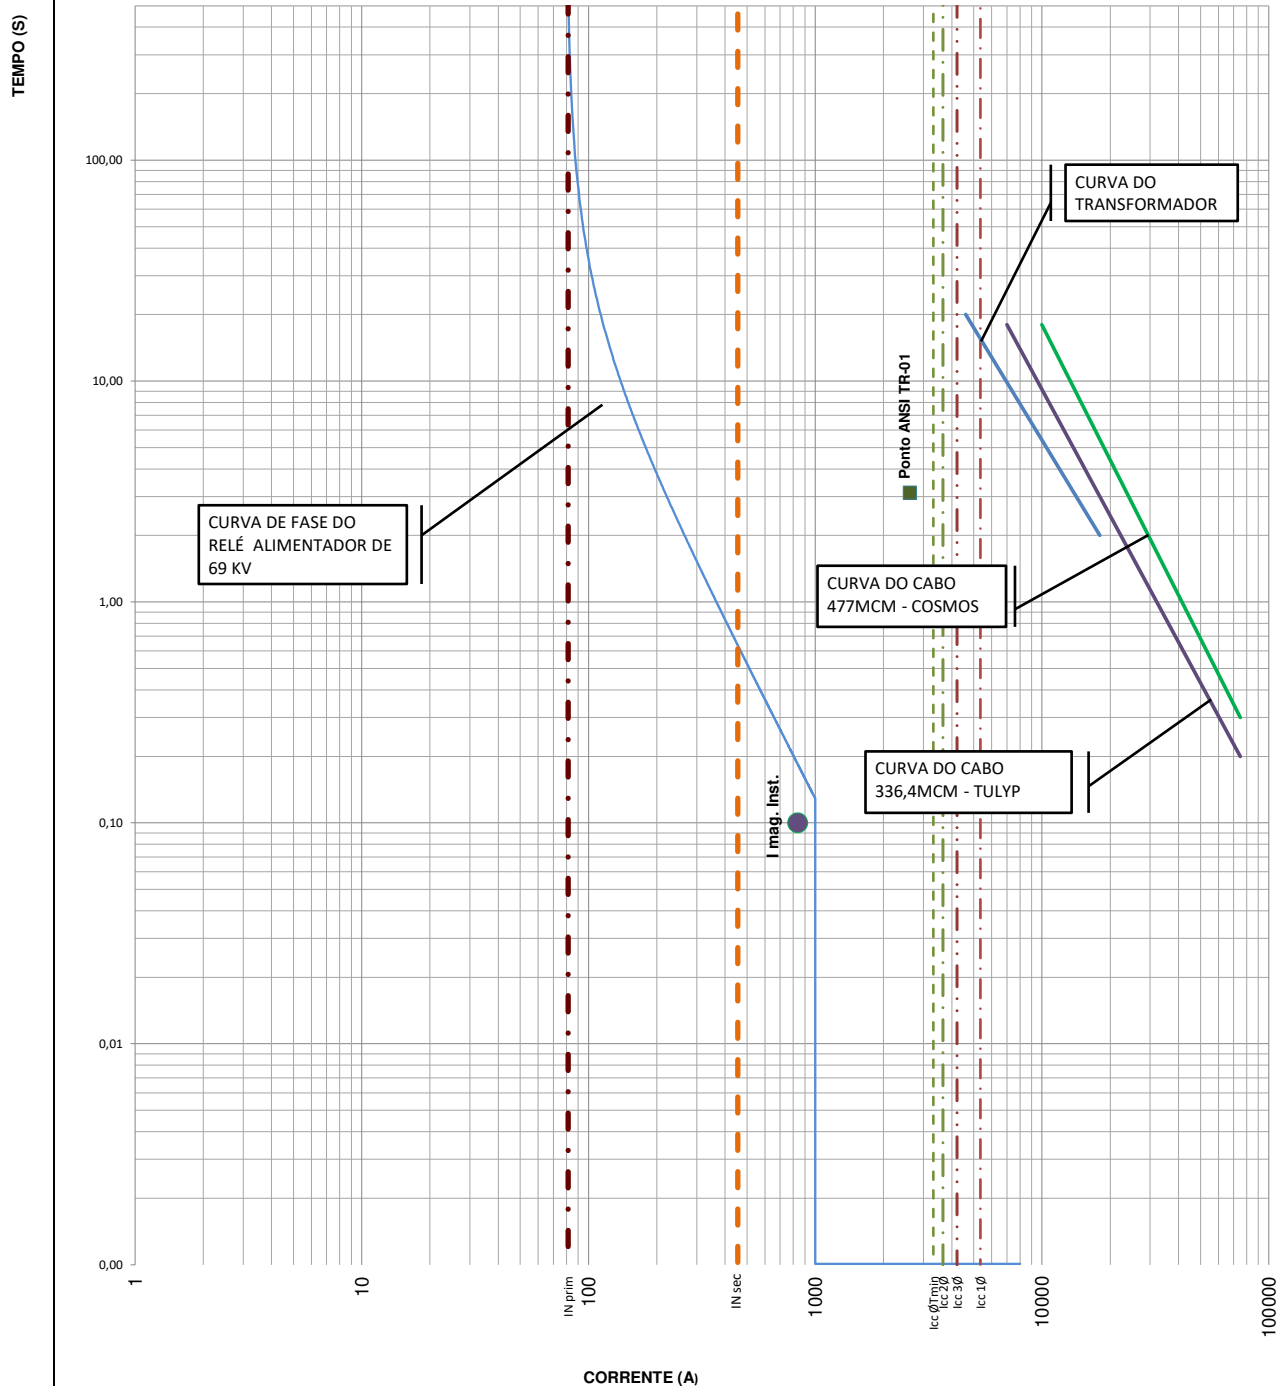 TEMPO (S)
100,00
10,00
1,00
0,10
0,01
0,00
CURVA DO
TRANSFORMADOR
Ponto ANSI TR-01
CURVA DE FASE DO
RELÉ ALIMENTADOR DE
69 KV
CURVA DO CABO
477MCM - COSMOS
CURVA DO CABO
336,4MCM - TULYP
I mag. Inst.
1
10
IN prim
100
IN sec
1000
Icc ØTmin
Icc 2Ø
Icc 3Ø
Icc 1Ø
10000
100000
CORRENTE (A)